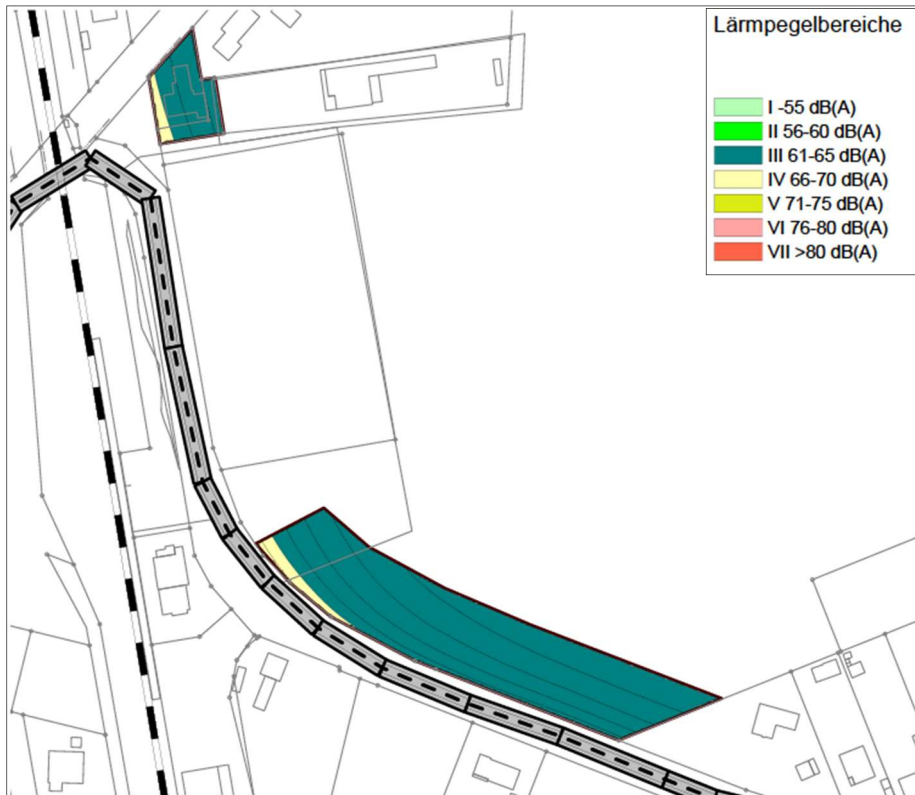 Lärmpegelbereiche
I -55 dB(A)
II 56-60 dB(A)
III 61-65 dB(A)
IV 66-70 dB(A)
V 71-75 dB(A)
VI 76-80 dB(A)
VII >80 dB(A)